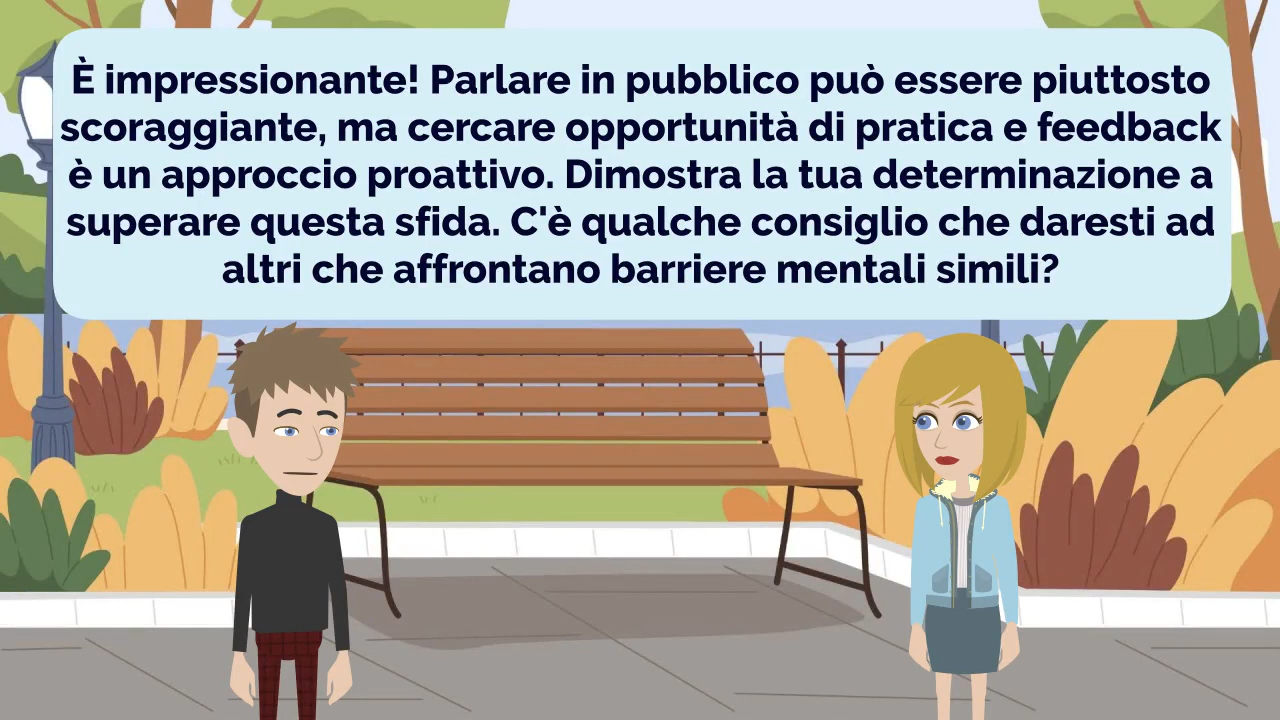 È impressionante! Parlare in pubblico può essere piuttosto
scoraggiante, ma cercare opportunità di pratica e feedback
è un approccio proattivo. Dimostra la tua determinazione a
superare questa sfida. C'è qualche consiglio che daresti ad
altri che affrontano barriere mentali simili?